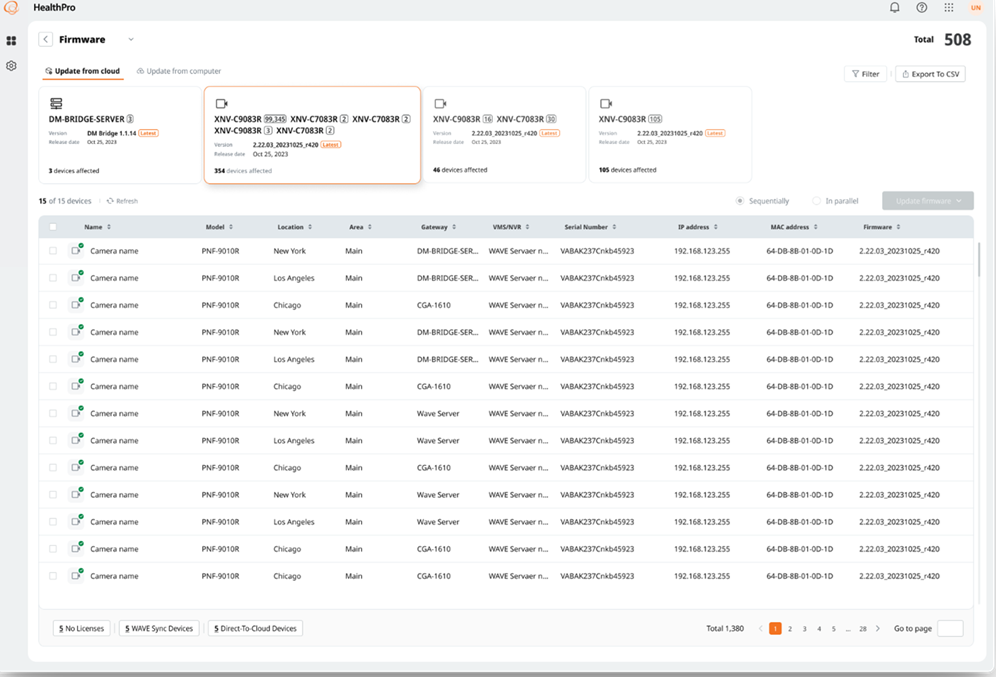 HealthPro
UN
Firmware
Total 508
Update from cloud Update from computer
Filter Export To CSV
DM-BRIDGE-SERVER 3
Version DM Bridge 1.1.14 Latest
Release date Oct 25, 2023
3 devices affected
XNV-C9083R 99,345 XNV-C7083R 2 XNV-C7083R 2
XNV-C9083R 3 XNV-C7083R 2
Version 2.22.03_20231025_r420 Latest
Release date Oct 25, 2023
354 devices affected
XNV-C9083R 16 XNV-C7083R 30
Version 2.22.03_20231025_r420 Latest
Release date Oct 25, 2023
46 devices affected
XNV-C9083R 105
Version 2.22.03_20231025_r420 Latest
Release date Oct 25, 2023
105 devices affected
15 of 15 devices Refresh Sequentially In parallel Update firmware
Name Model Location Area Gateway VMS/NVR Serial Number IP address MAC address Firmware
Camera name PNF-9010R New York Main DM-BRIDGE-SER... WAVE Servaer n... VABAK237Cnkb45923 192.168.123.255 64-DB-8B-01-0D-1D 2.22.03_20231025_r420
Camera name PNF-9010R Los Angeles Main DM-BRIDGE-SER... WAVE Servaer n... VABAK237Cnkb45923 192.168.123.255 64-DB-8B-01-0D-1D 2.22.03_20231025_r420
Camera name PNF-9010R Chicago Main CGA-1610 WAVE Servaer n... VABAK237Cnkb45923 192.168.123.255 64-DB-8B-01-0D-1D 2.22.03_20231025_r420
Camera name PNF-9010R New York Main DM-BRIDGE-SER... WAVE Servaer n... VABAK237Cnkb45923 192.168.123.255 64-DB-8B-01-0D-1D 2.22.03_20231025_r420
Camera name PNF-9010R Los Angeles Main DM-BRIDGE-SER... WAVE Servaer n... VABAK237Cnkb45923 192.168.123.255 64-DB-8B-01-0D-1D 2.22.03_20231025_r420
Camera name PNF-9010R Chicago Main CGA-1610 WAVE Servaer n... VABAK237Cnkb45923 192.168.123.255 64-DB-8B-01-0D-1D 2.22.03_20231025_r420
Camera name PNF-9010R New York Main Wave Server WAVE Servaer n... VABAK237Cnkb45923 192.168.123.255 64-DB-8B-01-0D-1D 2.22.03_20231025_r420
Camera name PNF-9010R Los Angeles Main Wave Server WAVE Servaer n... VABAK237Cnkb45923 192.168.123.255 64-DB-8B-01-0D-1D 2.22.03_20231025_r420
Camera name PNF-9010R Chicago Main CGA-1610 WAVE Servaer n... VABAK237Cnkb45923 192.168.123.255 64-DB-8B-01-0D-1D 2.22.03_20231025_r420
Camera name PNF-9010R New York Main Wave Server WAVE Servaer n... VABAK237Cnkb45923 192.168.123.255 64-DB-8B-01-0D-1D 2.22.03_20231025_r420
Camera name PNF-9010R Los Angeles Main Wave Server WAVE Servaer n... VABAK237Cnkb45923 192.168.123.255 64-DB-8B-01-0D-1D 2.22.03_20231025_r420
Camera name PNF-9010R Chicago Main CGA-1610 WAVE Servaer n... VABAK237Cnkb45923 192.168.123.255 64-DB-8B-01-0D-1D 2.22.03_20231025_r420
Camera name PNF-9010R Chicago Main CGA-1610 WAVE Servaer n... VABAK237Cnkb45923 192.168.123.255 64-DB-8B-01-0D-1D 2.22.03_20231025_r420
5 No Licenses 5 WAVE Sync Devices 5 Direct-To-Cloud Devices Total 1,380 < 1 2 3 4 5 ... 28 > Go to page